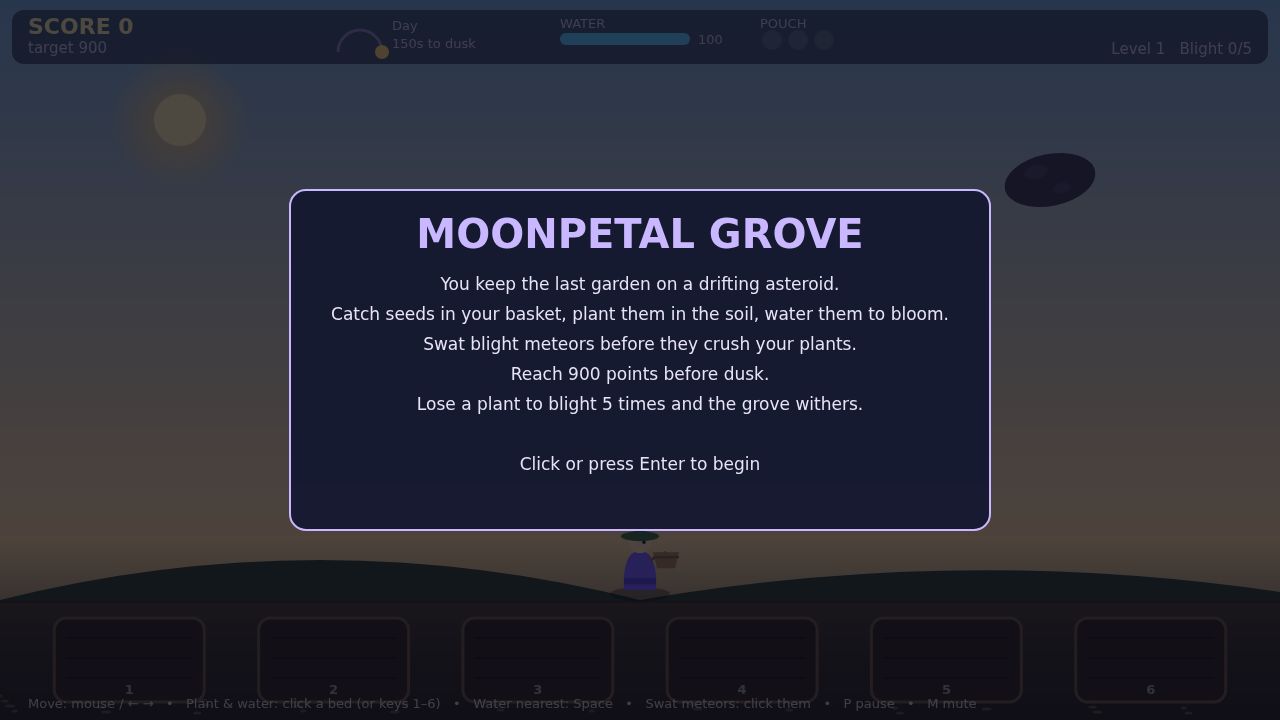 SCORE 0
target 900
Day
150s to dusk
WATER
100
POUCH
Level 1 Blight 0/5
MOONPETAL GROVE
You keep the last garden on a drifting asteroid.
Catch seeds in your basket, plant them in the soil, water them to bloom.
Swat blight meteors before they crush your plants.
Reach 900 points before dusk.
Lose a plant to blight 5 times and the grove withers.
Click or press Enter to begin
1 2 3 4 5 6
Move: mouse / ← → • Plant & water: click a bed (or keys 1–6) • Water nearest: Space • Swat meteors: click them • P pause • M mute